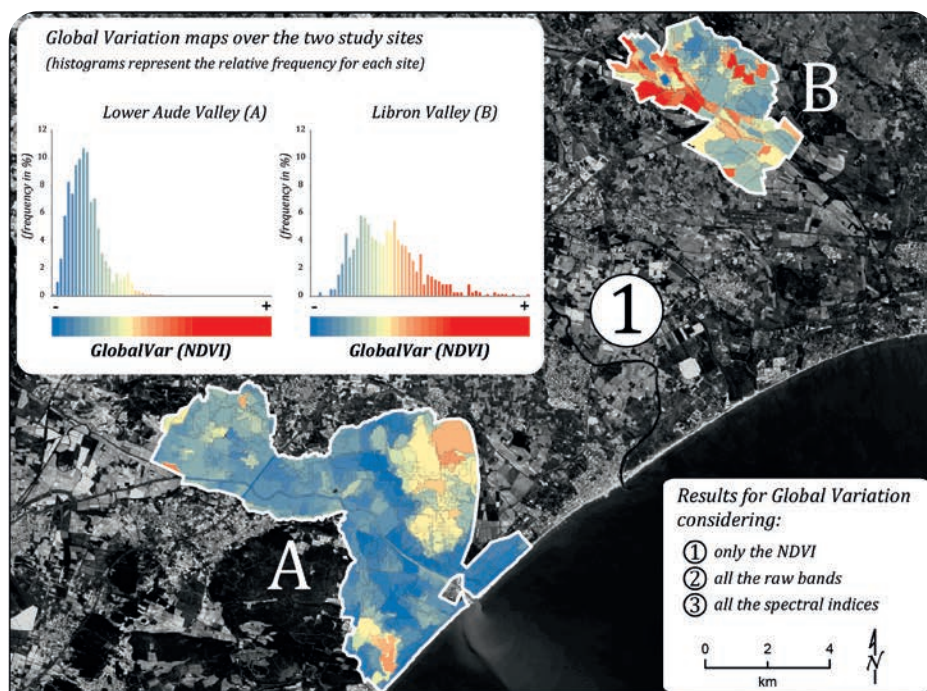 Global Variation maps over the two study sites
(histograms represent the relative frequency for each site)
Lower Aude Valley (A)
Libron Valley (B)
(frequency in %)
12
10
8
6
4
2
0
- +
GlobalVar (NDVI)
(frequency in %)
12
10
8
6
4
2
0
- +
GlobalVar (NDVI)
B
1
A
Results for Global Variation
considering:
1 only the NDVI
2 all the raw bands
3 all the spectral indices
0 2 4
km
N